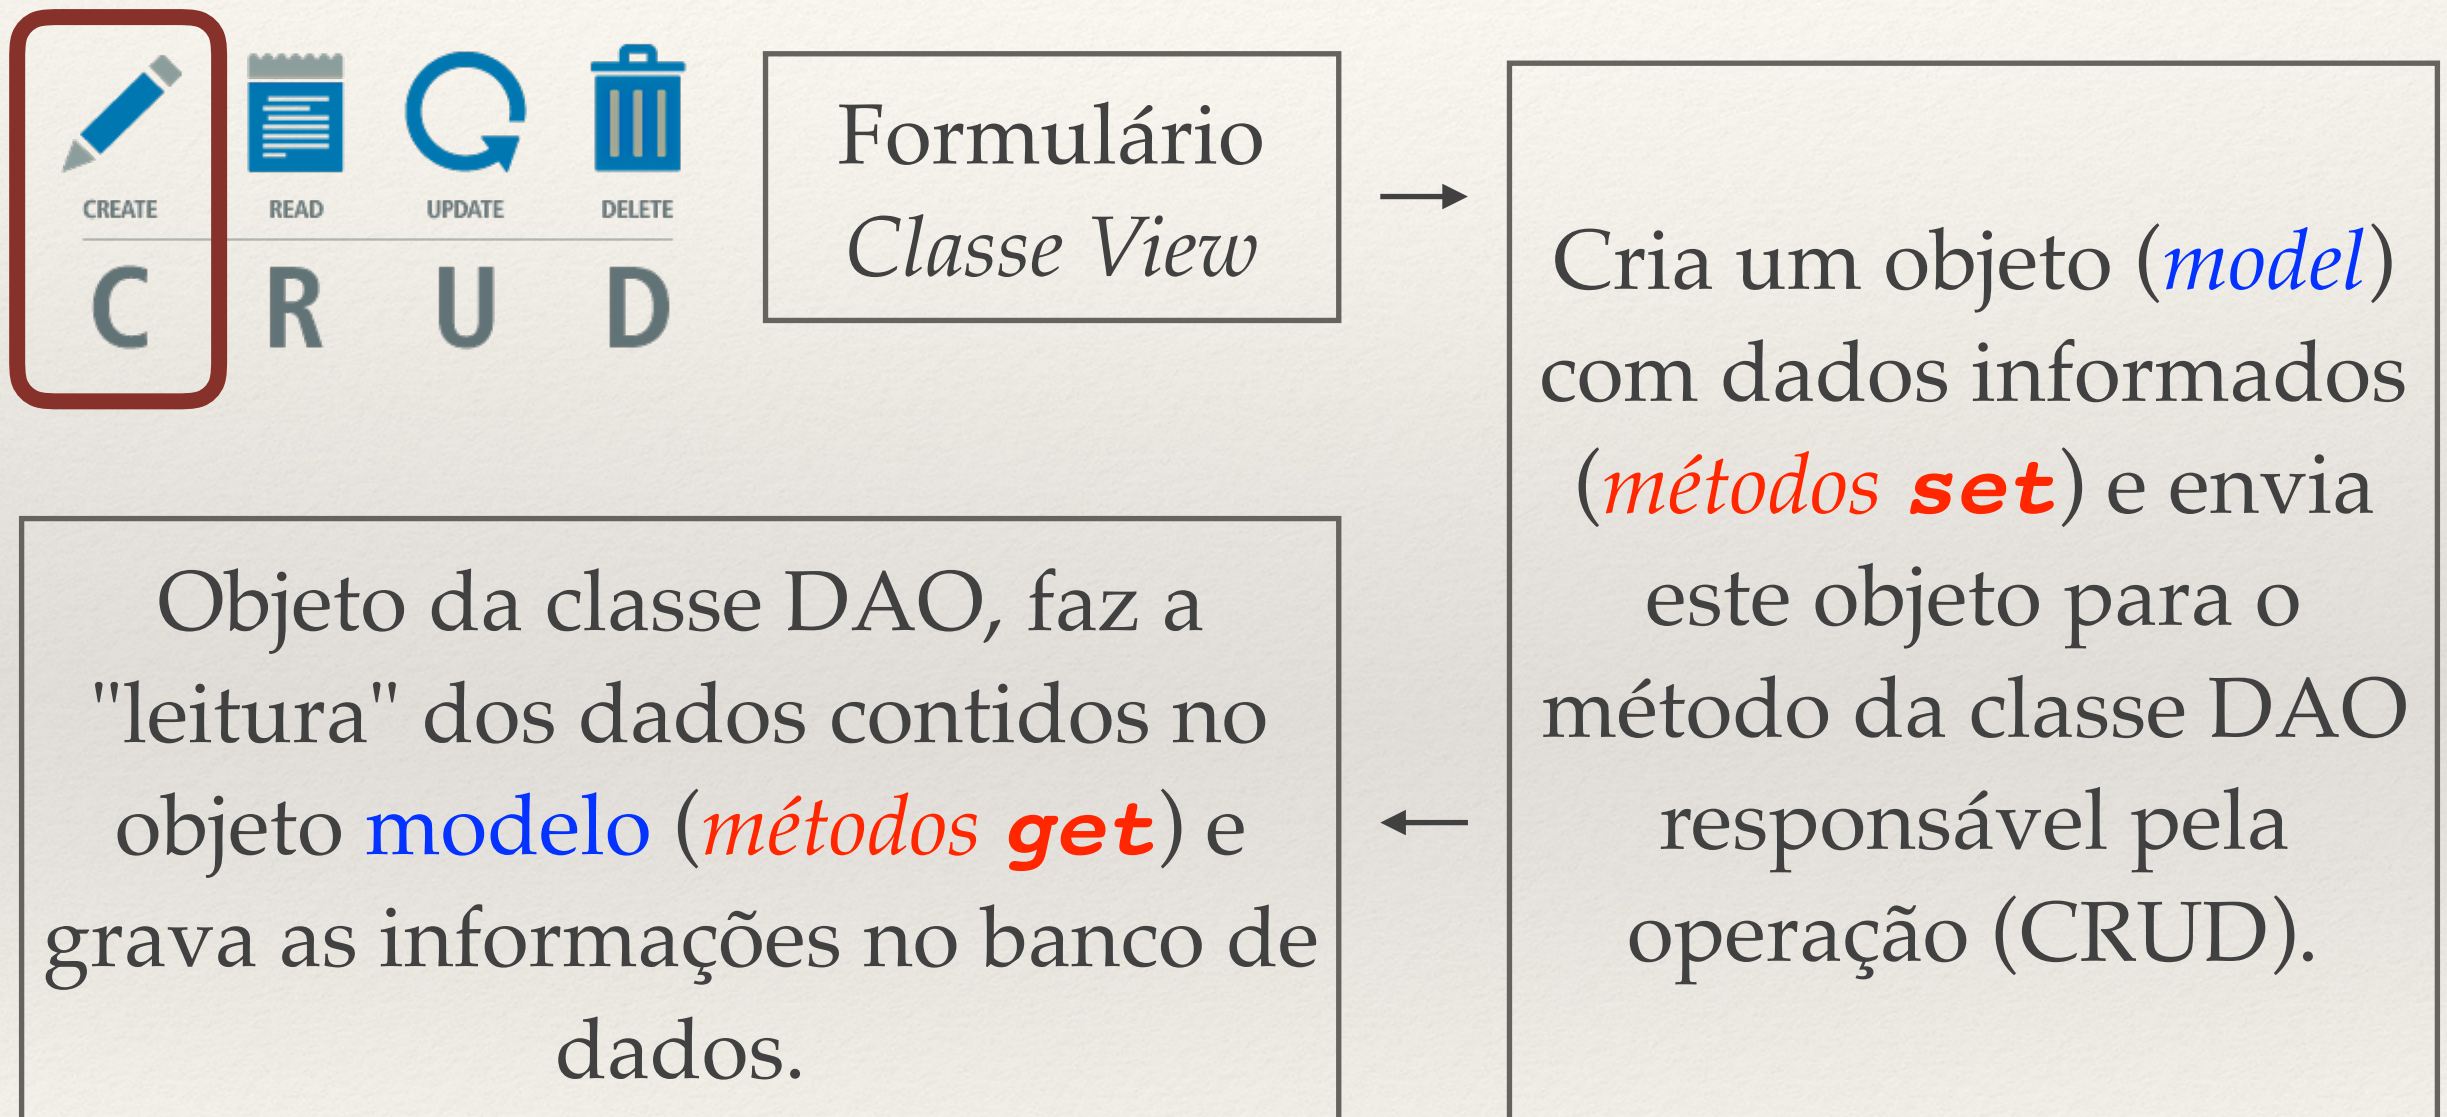 CREATE READ UPDATE DELETE
C R U D
Formulário
Classe View
Cria um objeto (model)
com dados informados
(métodos set) e envia
este objeto para o
método da classe DAO
responsável pela
operação (CRUD).
Objeto da classe DAO, faz a
"leitura" dos dados contidos no
objeto modelo (métodos get) e
grava as informações no banco de
dados.